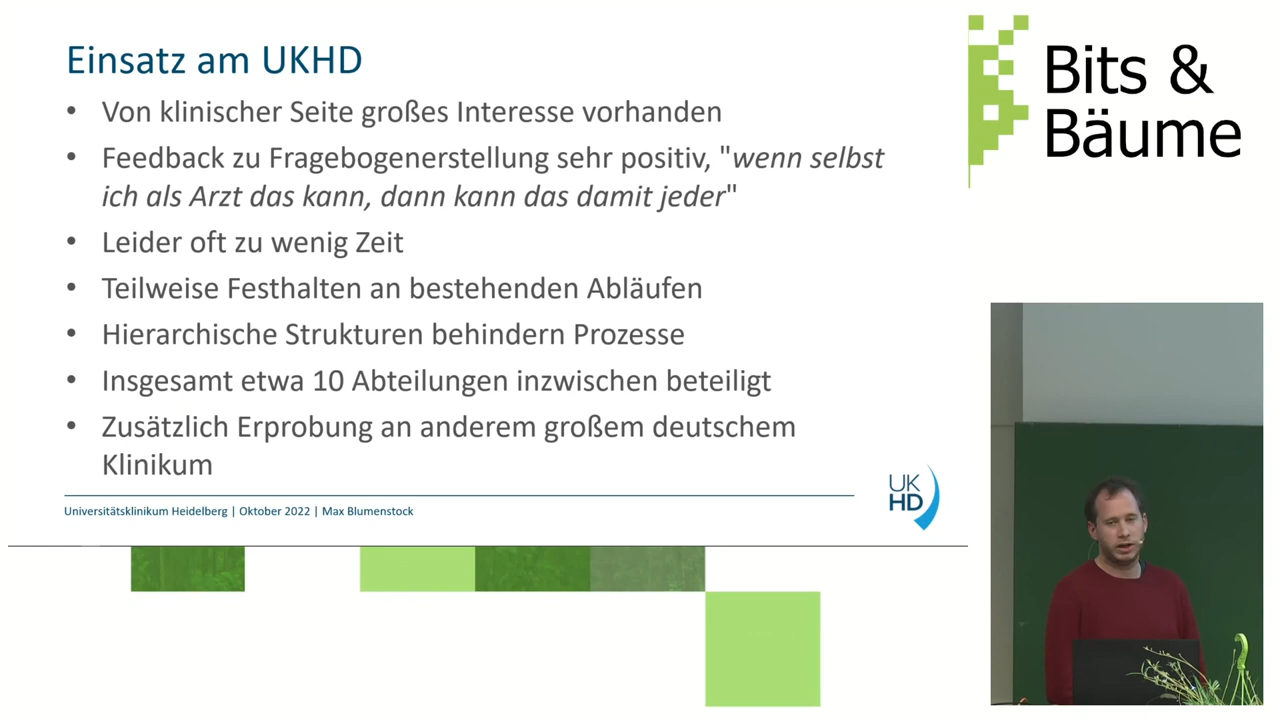 Einsatz am UKHD
• Von klinischer Seite großes Interesse vorhanden
• Feedback zu Fragebogenerstellung sehr positiv, "wenn selbst
ich als Arzt das kann, dann kann das damit jeder"
• Leider oft zu wenig Zeit
• Teilweise Festhalten an bestehenden Abläufen
• Hierarchische Strukturen behindern Prozesse
• Insgesamt etwa 10 Abteilungen inzwischen beteiligt
• Zusätzlich Erprobung an anderem großem deutschem
Klinikum
Universitätsklinikum Heidelberg | Oktober 2022 | Max Blumenstock
UK
HD
Bits &
Bäume